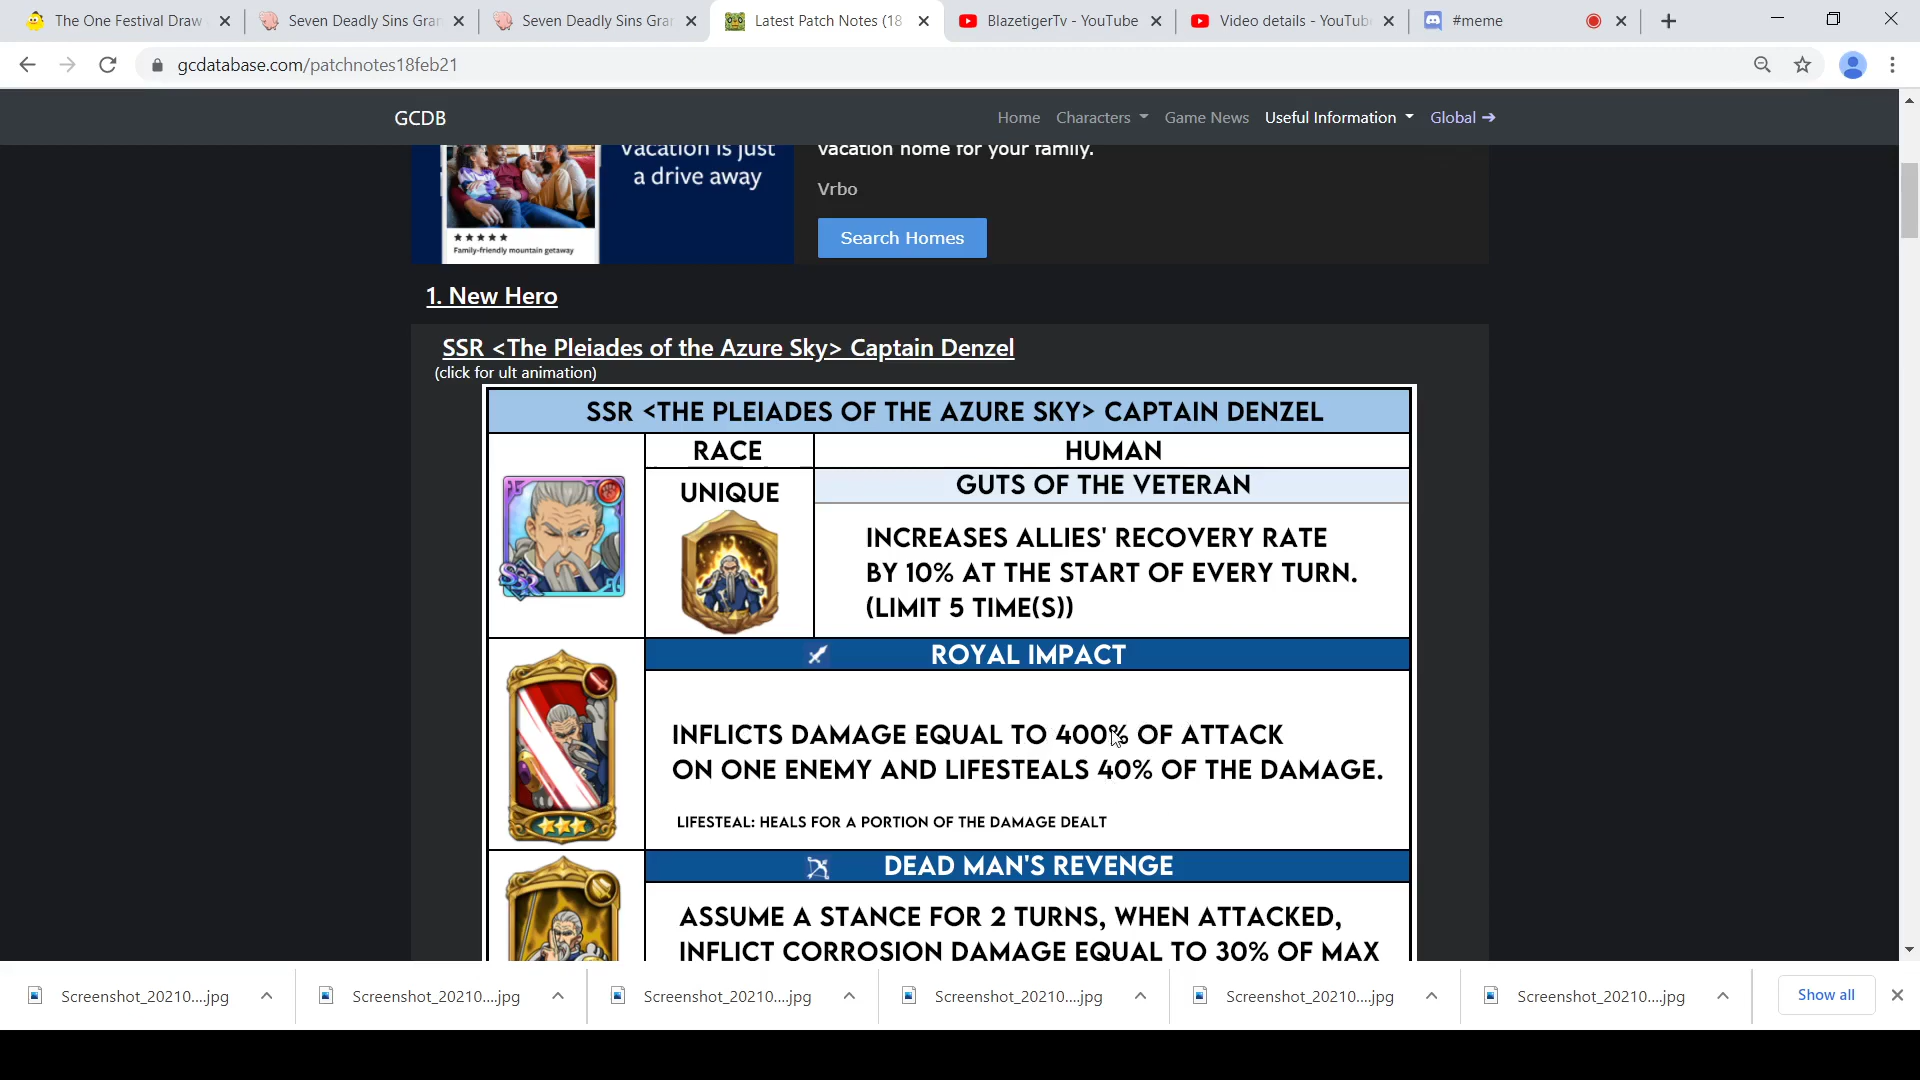 The One Festival Draw
Seven Deadly Sins Gran
Seven Deadly Sins Gran
Latest Patch Notes (18
BlazetigerTv - YouTube
Video details - YouTube
#meme
gcdatabase.com/patchnotes18feb21
GCDB
Home
Characters
Game News
Useful Information
Global
vacation is just
a drive away
Family-friendly mountain getaway
vacation home for your family.
Vrbo
Search Homes
1. New Hero
SSR <The Pleiades of the Azure Sky> Captain Denzel
(click for ult animation)
SSR <THE PLEIADES OF THE AZURE SKY> CAPTAIN DENZEL
RACE
HUMAN
UNIQUE
GUTS OF THE VETERAN
INCREASES ALLIES' RECOVERY RATE
BY 10% AT THE START OF EVERY TURN.
(LIMIT 5 TIME(S))
SSR
ROYAL IMPACT
INFLICTS DAMAGE EQUAL TO 400% OF ATTACK
ON ONE ENEMY AND LIFESTEALS 40% OF THE DAMAGE.
LIFESTEAL: HEALS FOR A PORTION OF THE DAMAGE DEALT
DEAD MAN'S REVENGE
ASSUME A STANCE FOR 2 TURNS, WHEN ATTACKED,
INFLICT CORROSION DAMAGE EQUAL TO 30% OF MAX
Screenshot_20210....jpg
Screenshot_20210....jpg
Screenshot_20210....jpg
Screenshot_20210....jpg
Screenshot_20210....jpg
Screenshot_20210....jpg
Show all